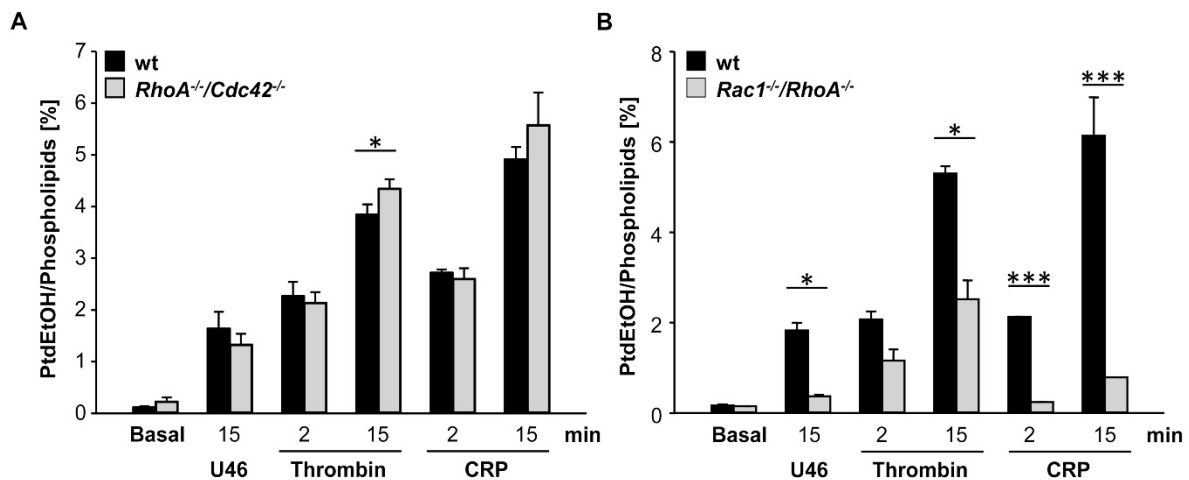 A
PtdEtOH/Phospholipids [%]
7
6
5
4
3
2
1
0
wt
RhoA-/-/Cdc42-/-
*
Basal 15 2 15 2 15 min
U46 Thrombin CRP
B
PtdEtOH/Phospholipids [%]
8
6
4
2
0
wt
Rac1-/-/RhoA-/-
* * *** ***
Basal 15 2 15 2 15 min
U46 Thrombin CRP